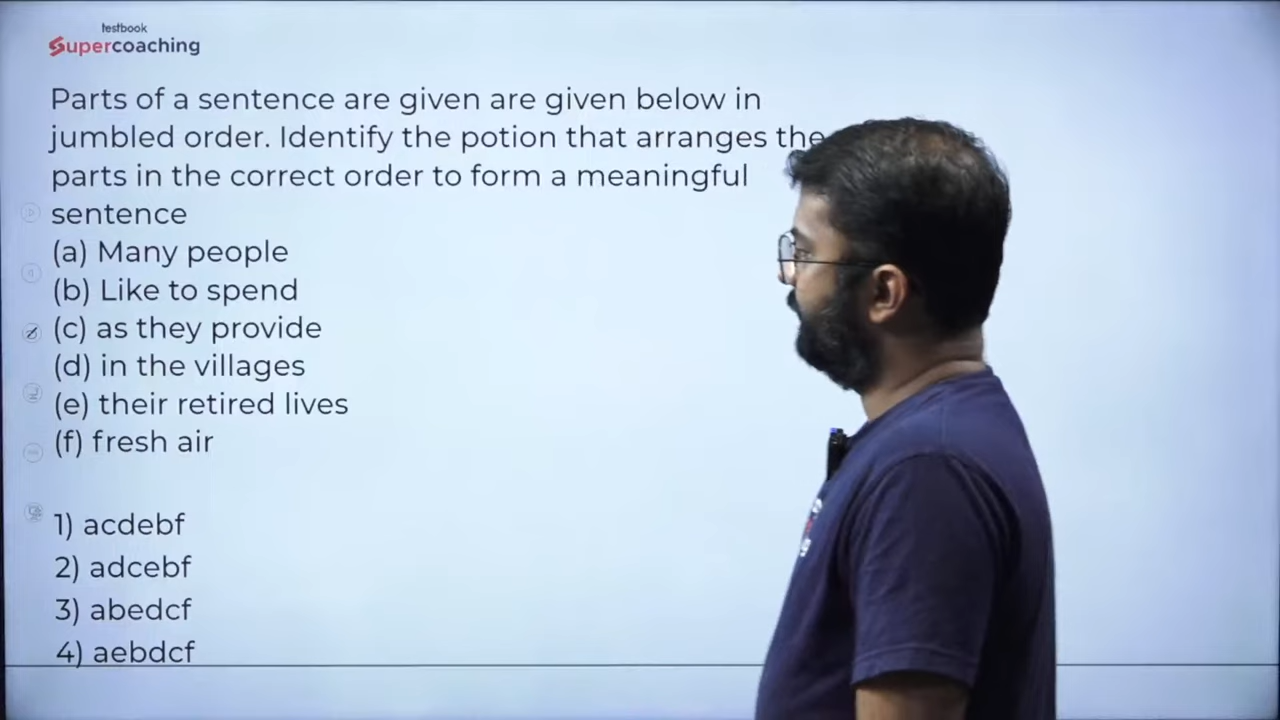 testbook
Supercoaching
Parts of a sentence are given are given below in
jumbled order. Identify the potion that arranges the
parts in the correct order to form a meaningful
sentence
(a) Many people
(b) Like to spend
(c) as they provide
(d) in the villages
(e) their retired lives
(f) fresh air
1) acdebf
2) adcebf
3) abedcf
4) aebdcf